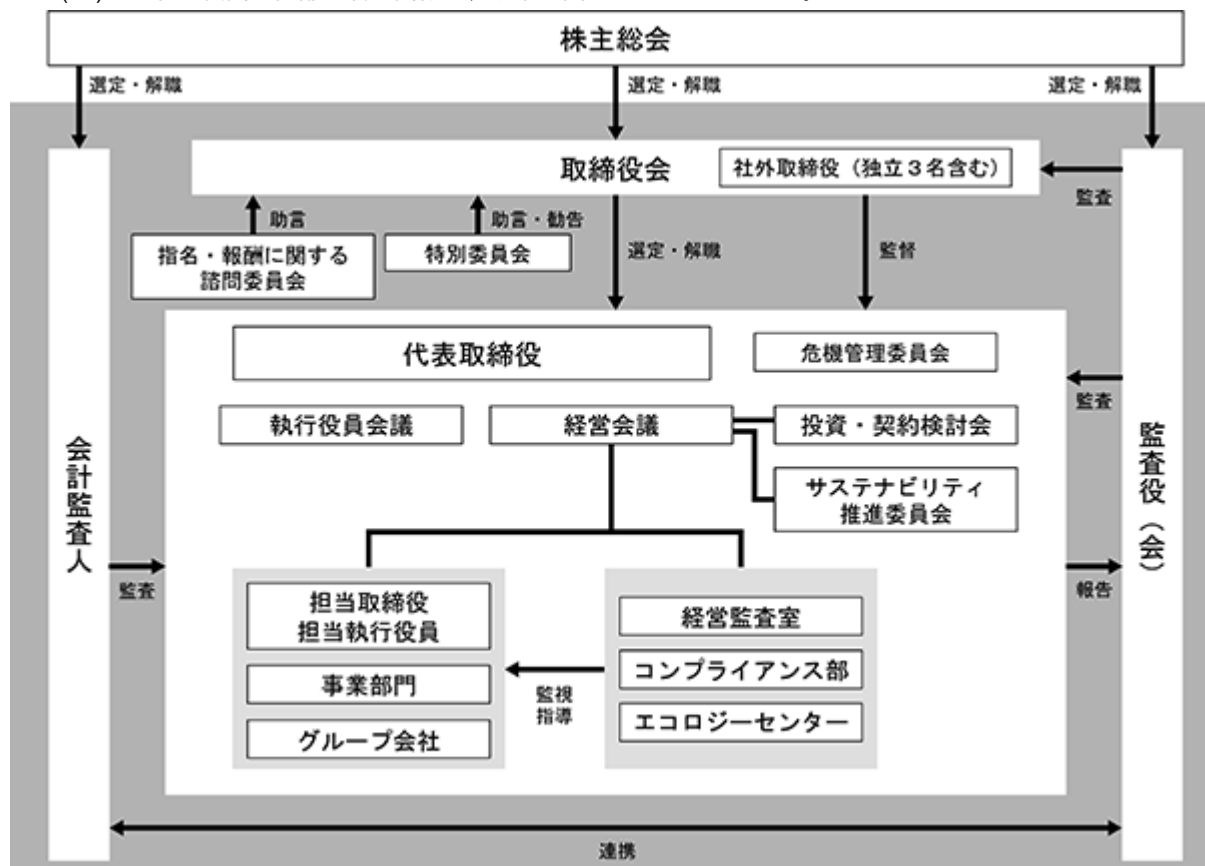 株主総会
選定・解職
選定・解職
選定・解職
取締役会
社外取締役（独立３名含む）
監査
助言
助言・勧告
指名・報酬に関する
諮問委員会
特別委員会
選定・解職
監督
代表取締役
危機管理委員会
監査
執行役員会議
経営会議
投資・契約検討会
サステナビリティ
推進委員会
会計監査人
監査役（会）
監査
報告
担当取締役
担当執行役員
事業部門
グループ会社
監視
指導
経営監査室
コンプライアンス部
エコロジーセンター
連携